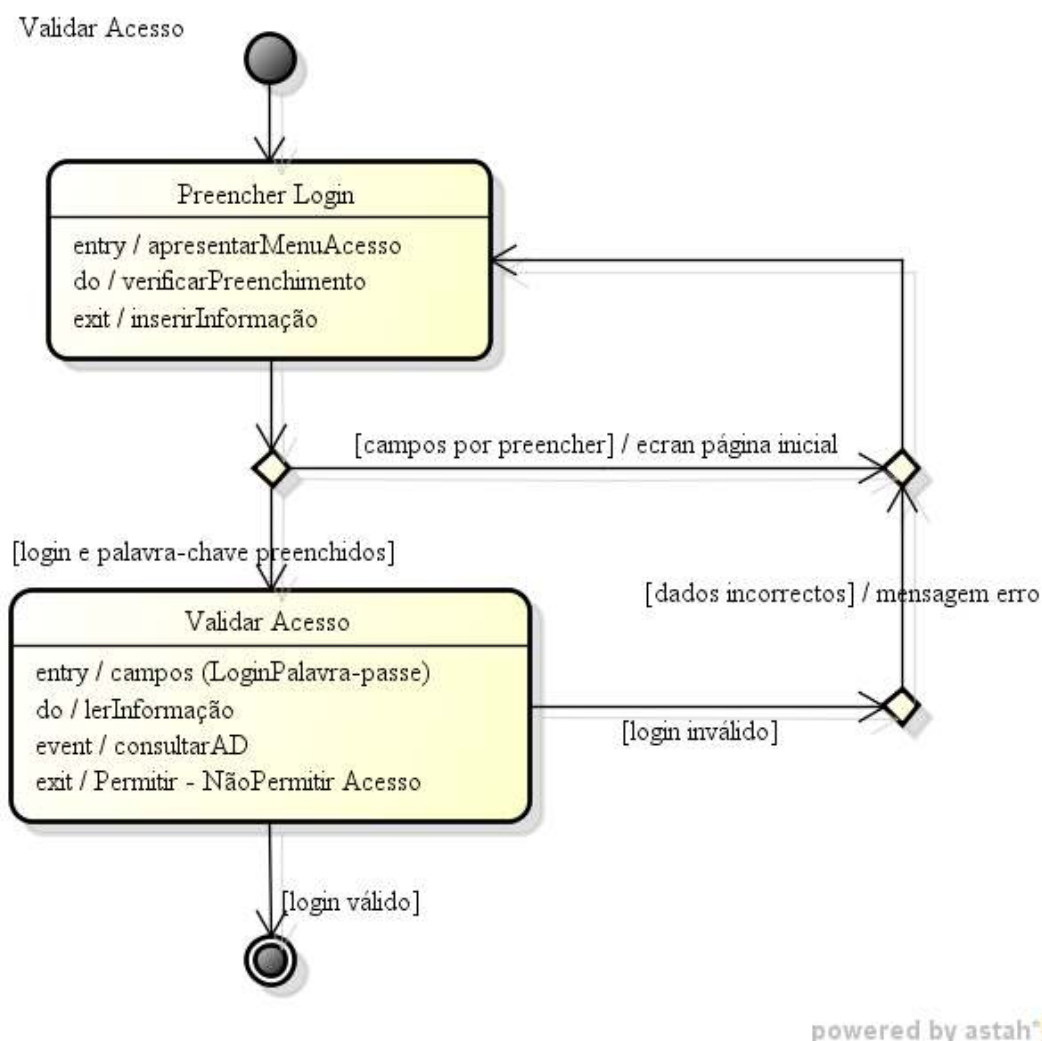 Validar Acesso
Preencher Login
entry / apresentarMenuAcesso
do / verificarPreenchimento
exit / inserirInformação
[campos por preencher] / ecran página inicial
[login e palavra-chave preenchidos]
[dados incorrectos] / mensagem erro
Validar Acesso
entry / campos (LoginPalavra-passe)
do / lerInformação
event / consultarAD
exit / Permitir - NãoPermitir Acesso
[login inválido]
[login válido]
powered by astah*